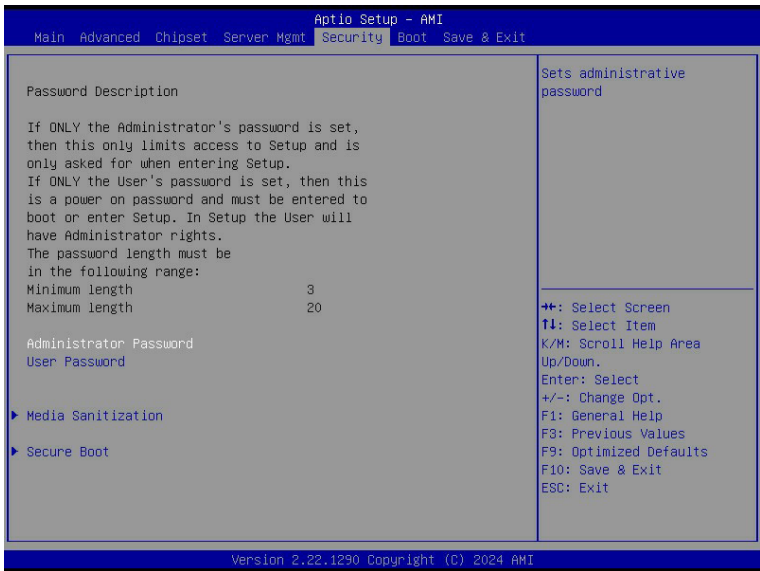 Aptio Setup – AMI
Main Advanced Chipset Server Mgmt Security Boot Save & Exit
Password Description
If ONLY the Administrator's password is set,
then this only limits access to Setup and is
only asked for when entering Setup.
If ONLY the User's password is set, then this
is a power on password and must be entered to
boot or enter Setup. In Setup the User will
have Administrator rights.
The password length must be
in the following range:
Minimum length 3
Maximum length 20
Administrator Password
User Password
▶ Media Sanitization
▶ Secure Boot
Sets administrative
password
→←: Select Screen
↑↓: Select Item
K/M: Scroll Help Area
Up/Down.
Enter: Select
+/-: Change Opt.
F1: General Help
F3: Previous Values
F9: Optimized Defaults
F10: Save & Exit
ESC: Exit
Version 2.22.1290 Copyright (C) 2024 AMI